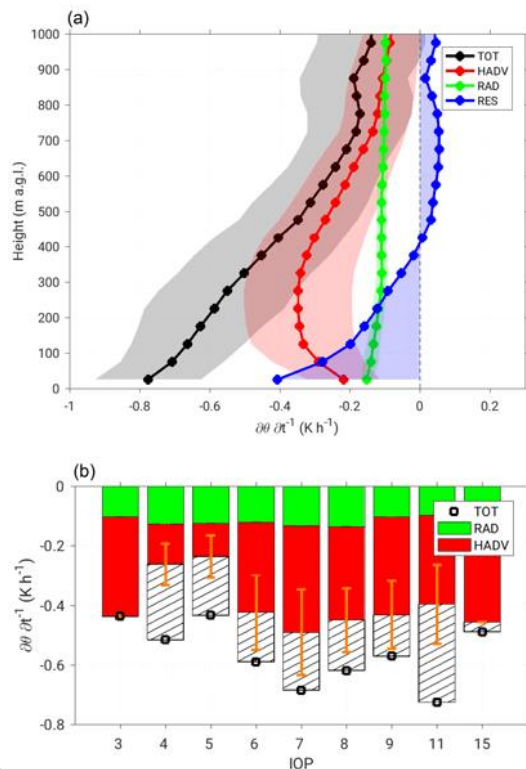 (a)
1000
900
800
700
600
500
400
300
200
100
0
Height (m a.g.l.)
TOT
HADV
RAD
RES
-1 -0.8 -0.6 -0.4 -0.2 0 0.2
∂θ ∂t⁻¹ (K h⁻¹)
(b)
0
-0.2
-0.4
-0.6
-0.8
∂θ ∂t⁻¹ (K h⁻¹)
TOT
RAD
HADV
3 4 5 6 7 8 9 11 15
IOP